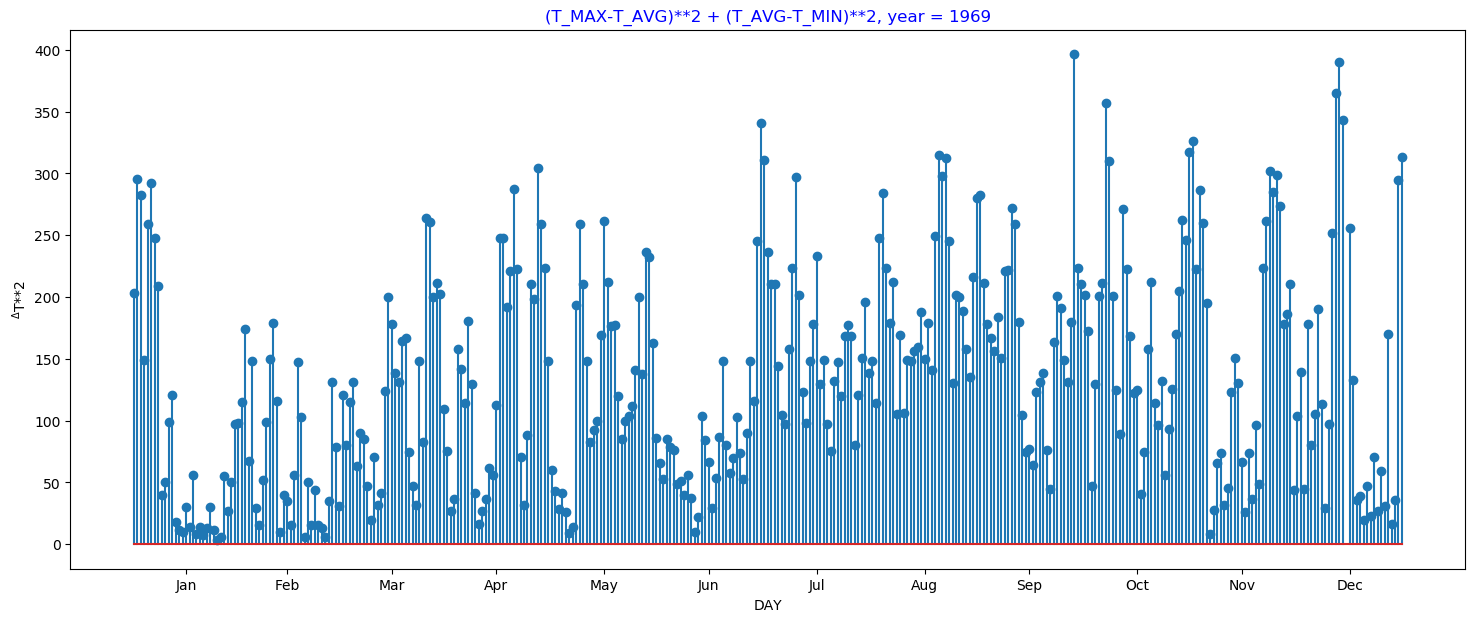 (T_MAX-T_AVG)**2 + (T_AVG-T_MIN)**2, year = 1969
400
350
300
250
200
150
100
50
0
ΔT**2
Jan Feb Mar Apr May Jun Jul Aug Sep Oct Nov Dec
DAY